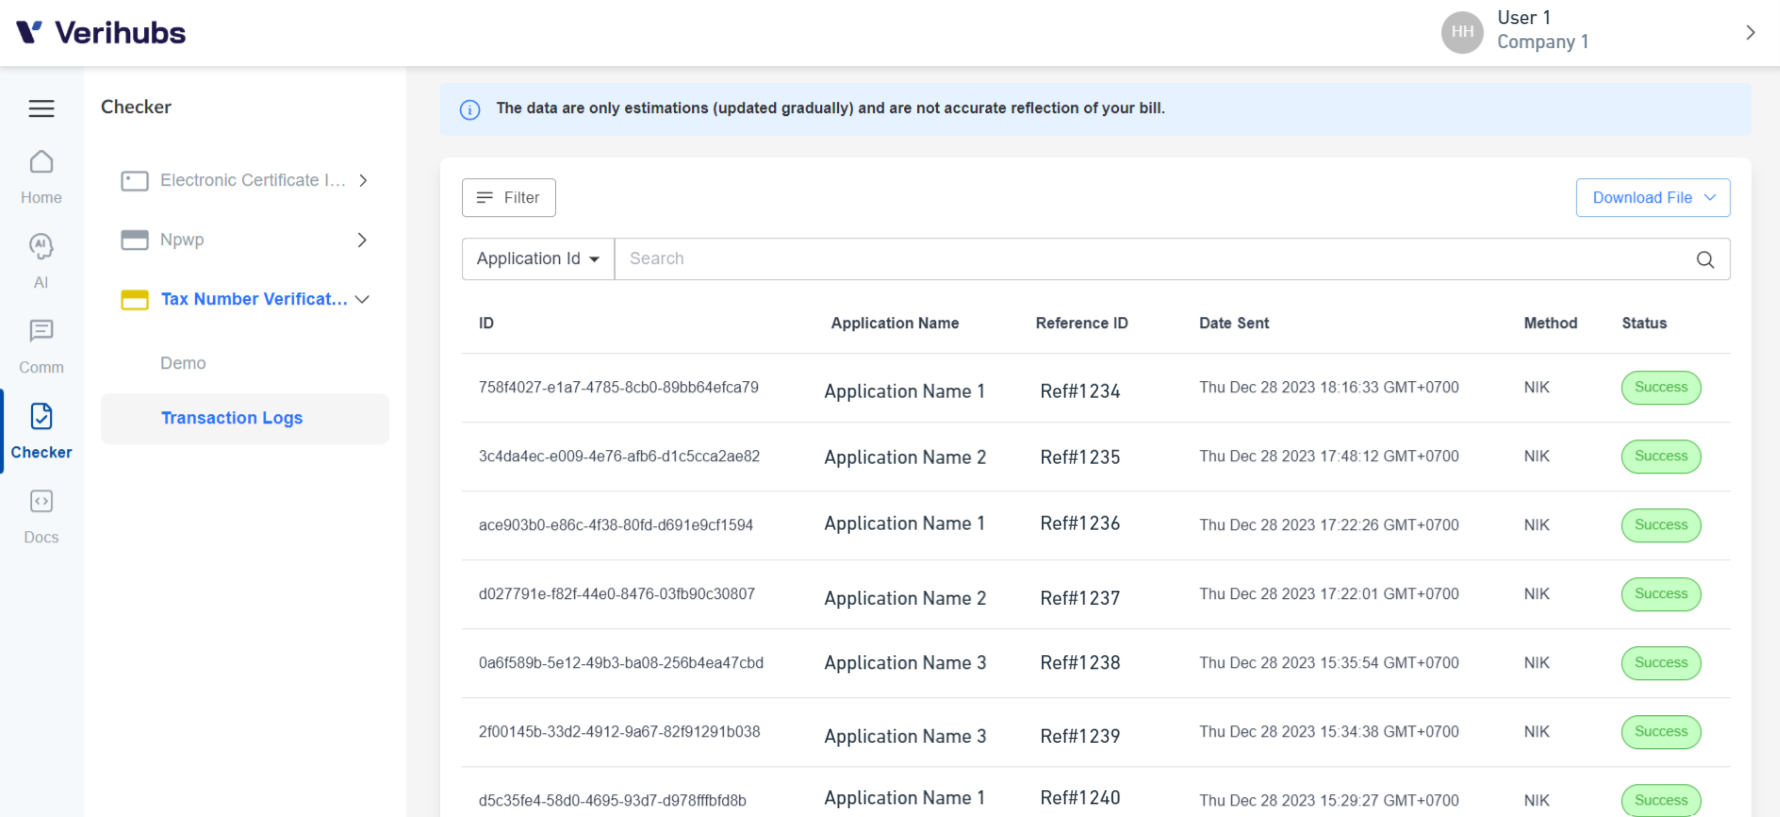 Verihubs
HH
User 1
Company 1
Home
AI
AI
Comm
Checker
Docs
Checker
Electronic Certificate I...
Npwp
Tax Number Verificat...
Demo
Transaction Logs
The data are only estimations (updated gradually) and are not accurate reflection of your bill.
Filter
Download File
Application Id
Search
ID Application Name Reference ID Date Sent Method Status
758f4027-e1a7-4785-8cb0-89bb64efca79 Application Name 1 Ref#1234 Thu Dec 28 2023 18:16:33 GMT+0700 NIK Success
3c4da4ec-e009-4e76-afb6-d1c5cca2ae82 Application Name 2 Ref#1235 Thu Dec 28 2023 17:48:12 GMT+0700 NIK Success
ace903b0-e86c-4f38-80fd-d691e9cf1594 Application Name 1 Ref#1236 Thu Dec 28 2023 17:22:26 GMT+0700 NIK Success
d027791e-f82f-44e0-8476-03fb90c30807 Application Name 2 Ref#1237 Thu Dec 28 2023 17:22:01 GMT+0700 NIK Success
0a6f589b-5e12-49b3-ba08-256b4ea47cbd Application Name 3 Ref#1238 Thu Dec 28 2023 15:35:54 GMT+0700 NIK Success
2f00145b-33d2-4912-9a67-82f91291b038 Application Name 3 Ref#1239 Thu Dec 28 2023 15:34:38 GMT+0700 NIK Success
d5c35fe4-58d0-4695-93d7-d978fffbfd8b Application Name 1 Ref#1240 Thu Dec 28 2023 15:29:27 GMT+0700 NIK Success